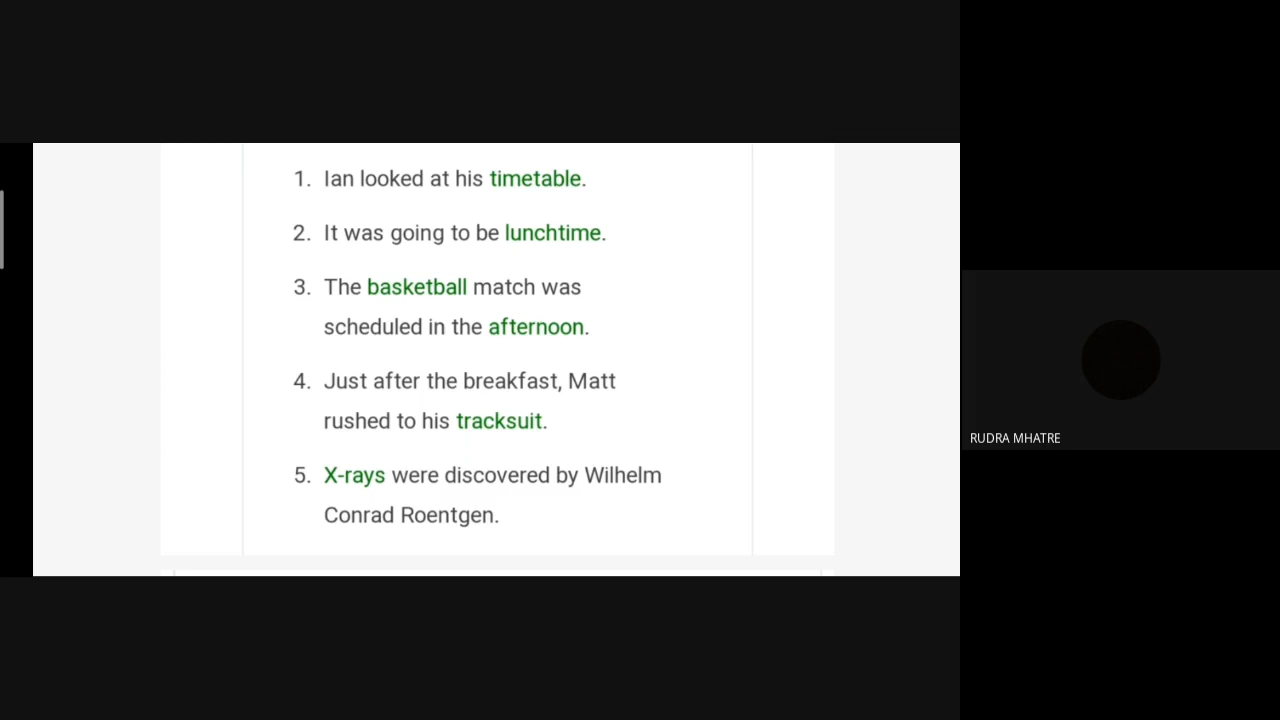 1. Ian looked at his timetable.
2. It was going to be lunchtime.
3. The basketball match was
scheduled in the afternoon.
4. Just after the breakfast, Matt
rushed to his tracksuit.
5. X-rays were discovered by Wilhelm
Conrad Roentgen.
RUDRA MHATRE